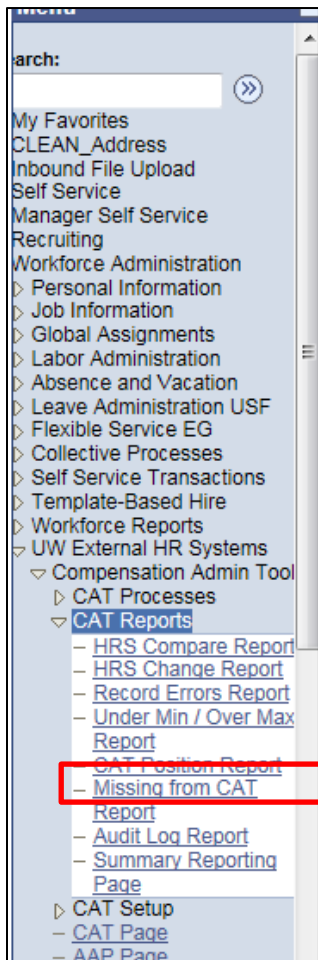 Menu
earch:
My Favorites
CLEAN_Address
Inbound File Upload
Self Service
Manager Self Service
Recruiting
Workforce Administration
Personal Information
Job Information
Global Assignments
Labor Administration
Absence and Vacation
Leave Administration USF
Flexible Service EG
Collective Processes
Self Service Transactions
Template-Based Hire
Workforce Reports
UW External HR Systems
Compensation Admin Tool
CAT Processes
CAT Reports
– HRS Compare Report
– HRS Change Report
– Record Errors Report
– Under Min / Over Max
Report
– CAT Position Report
– Missing from CAT
Report
– Audit Log Report
– Summary Reporting
Page
CAT Setup
– CAT Page
– AAP Page